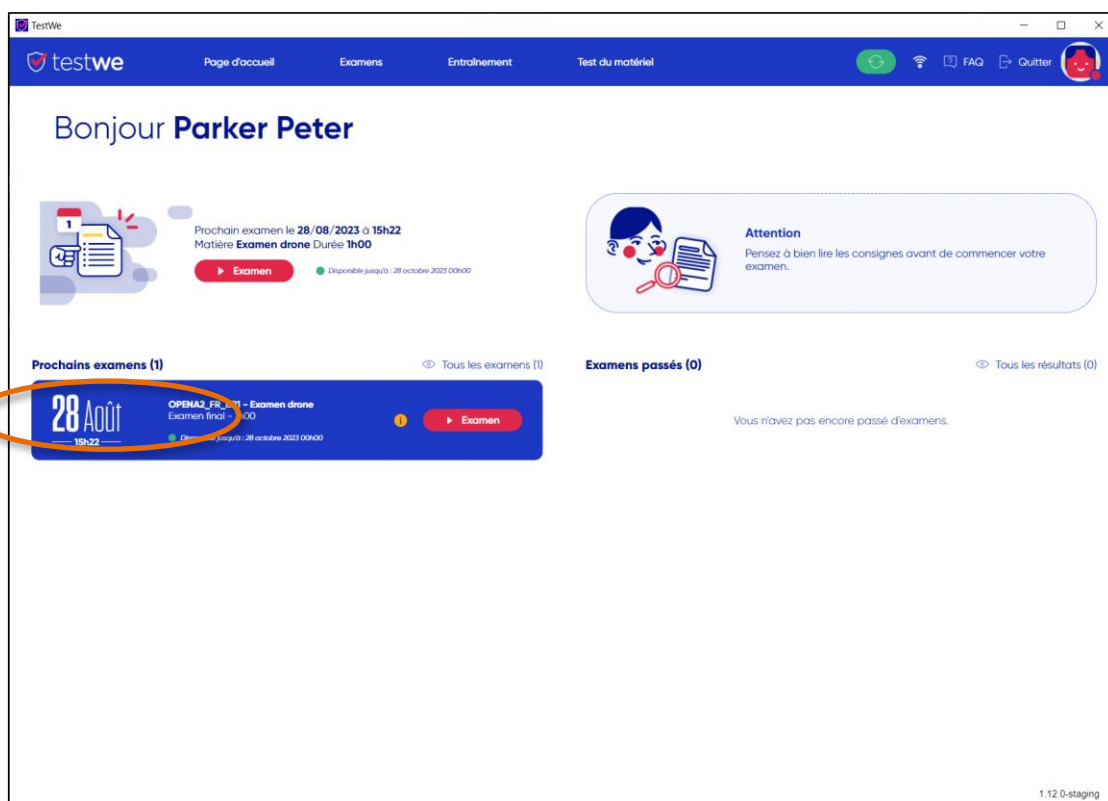 TestWe
testwe
Page d'accueil
Examens
Entraînement
Test du matériel
FAQ
Quitter
Bonjour Parker Peter
1
Prochain examen le 28/08/2023 à 15h22
Matière Examen drone Durée 1h00
Examen
Disponible jusqu'à : 28 octobre 2023 00h00
Attention
Pensez à bien lire les consignes avant de commencer votre
examen.
Prochains examens (1)
Tous les examens (1)
Examens passés (0)
Tous les résultats (0)
28 Août
15h22
OPENA2_FR_ – Examen drone
Examen final –
jusqu'à : 28 octobre 2023 00h00
Examen
Vous n'avez pas encore passé d'examens.
1.12.0-staging